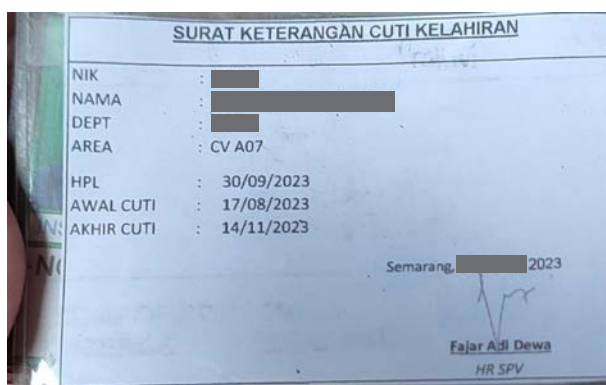 SURAT KETERANGAN CUTI KELAHIRAN
NIK :
NAMA :
DEPT :
AREA : CV A07
HPL : 30/09/2023
AWAL CUTI : 17/08/2023
AKHIR CUTI : 14/11/2023
Semarang, 2023
Fajar Adi Dewa
HR SPV